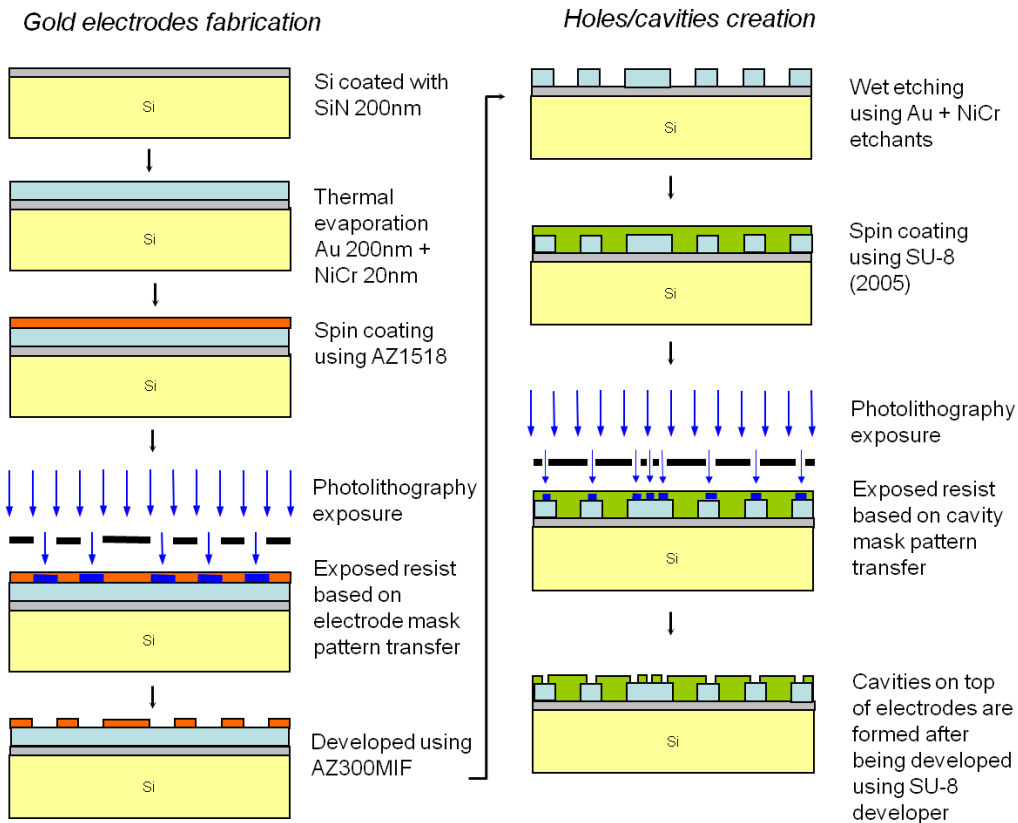 Gold electrodes fabrication
Si
Si coated with
SiN 200nm
Si
Thermal
evaporation
Au 200nm +
NiCr 20nm
Si
Spin coating
using AZ1518
Photolithography
exposure
Si
Exposed resist
based on
electrode mask
pattern transfer
Si
Developed using
AZ300MIF
Holes/cavities creation
Si
Wet etching
using Au + NiCr
etchants
Si
Spin coating
using SU-8
(2005)
Photolithography
exposure
Si
Exposed resist
based on cavity
mask pattern
transfer
Si
Cavities on top
of electrodes are
formed after
being developed
using SU-8
developer